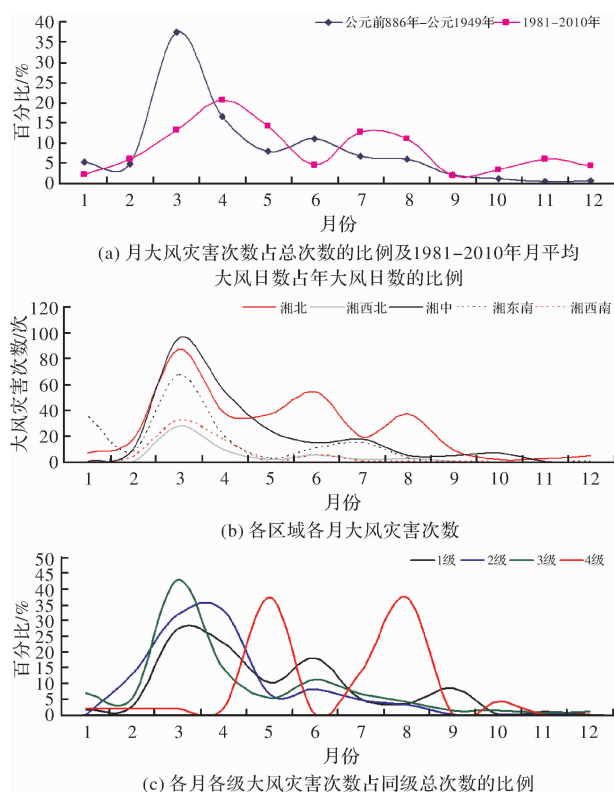 公元前886年-公元1949年 1981-2010年
百分比/%
40
35
30
25
20
15
10
5
0
1 2 3 4 5 6 7 8 9 10 11 12
月份
(a) 月大风灾害次数占总次数的比例及1981-2010年月平均
大风日数占年大风日数的比例
湘北 湘西北 湘中 湘东南 湘西南
大风灾害次数/次
120
100
80
60
40
20
0
1 2 3 4 5 6 7 8 9 10 11 12
月份
(b) 各区域各月大风灾害次数
1级 2级 3级 4级
百分比/%
50
45
40
35
30
25
20
15
10
5
0
1 2 3 4 5 6 7 8 9 10 11 12
月份
(c) 各月各级大风灾害次数占同级总次数的比例